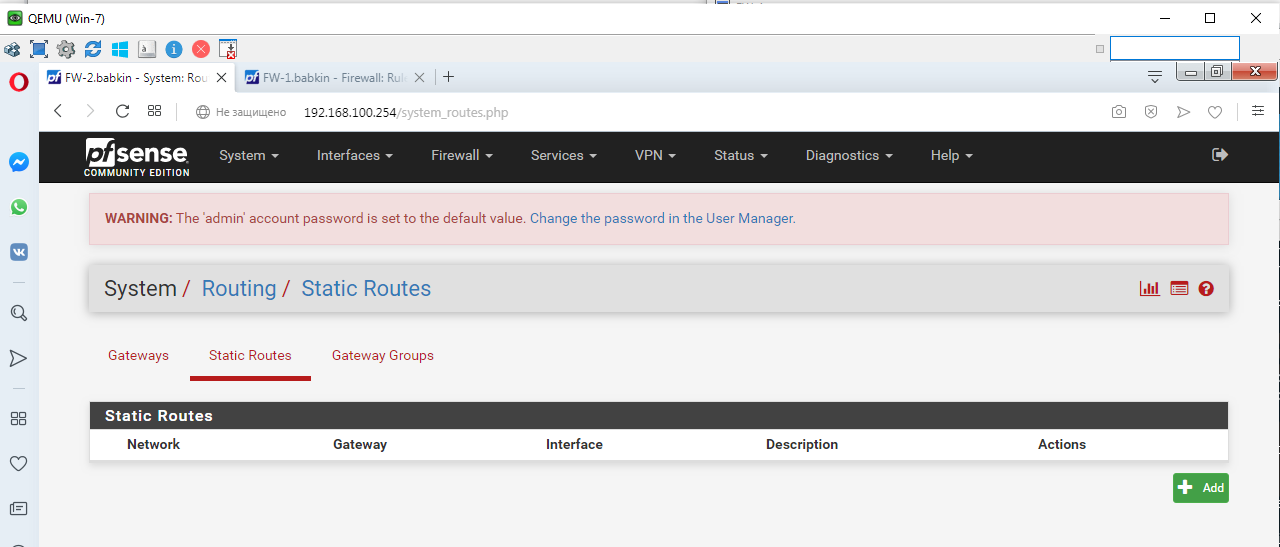 QEMU (Win-7)
FW-2.babkin - System: Rou
FW-1.babkin - Firewall: Rul
Не защищено 192.168.100.254/system_routes.php
pfsense
COMMUNITY EDITION
System Interfaces Firewall Services VPN Status Diagnostics Help
WARNING: The 'admin' account password is set to the default value. Change the password in the User Manager.
System / Routing / Static Routes
Gateways Static Routes Gateway Groups
Static Routes
Network Gateway Interface Description Actions
Add